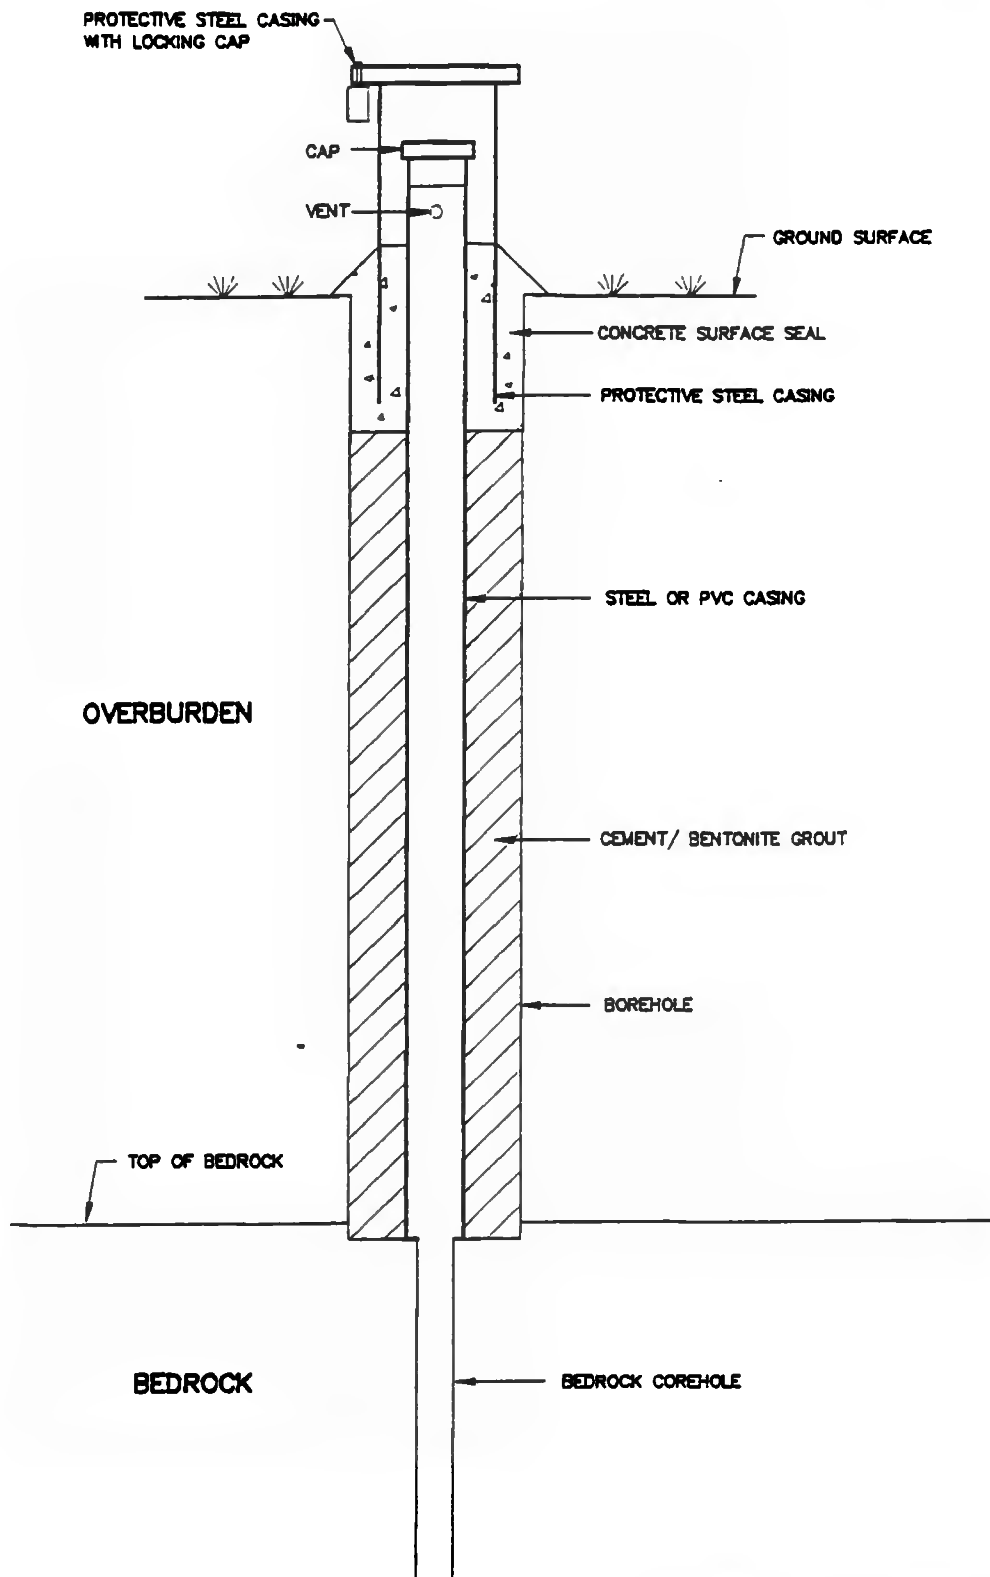 PROTECTIVE STEEL CASING
WITH LOCKING CAP
CAP
VENT
GROUND SURFACE
CONCRETE SURFACE SEAL
PROTECTIVE STEEL CASING
STEEL OR PVC CASING
OVERBURDEN
CEMENT/ BENTONITE GROUT
BOREHOLE
TOP OF BEDROCK
BEDROCK
BEDROCK COREHOLE